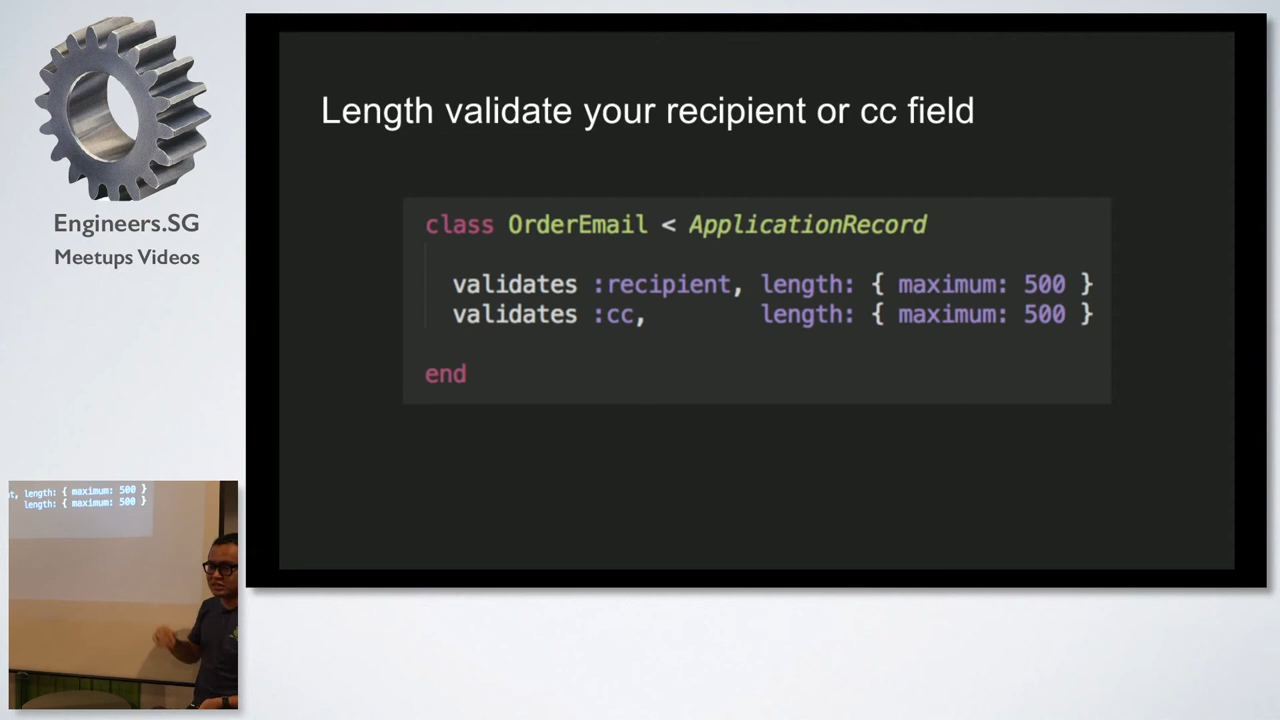 Engineers.SG
Meetups Videos
Length validate your recipient or cc field
class OrderEmail < ApplicationRecord
validates :recipient, length: { maximum: 500 }
validates :cc,        length: { maximum: 500 }
end
t, length: { maximum: 500 }
length: { maximum: 500 }